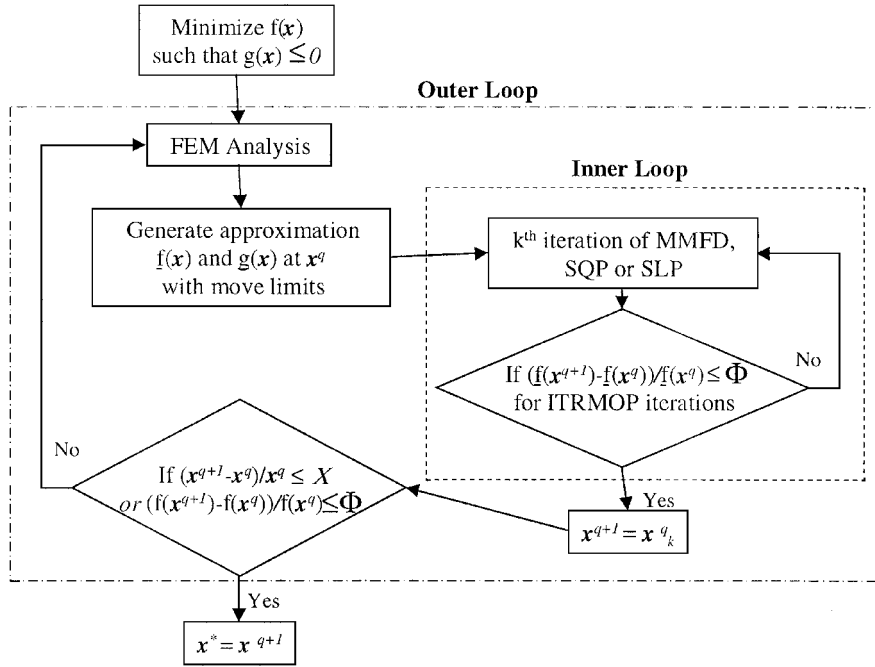 Minimize f(x)
such that g(x) ≤ 0
Outer Loop
FEM Analysis
Inner Loop
Generate approximation
f̲(x) and g̲(x) at x^q
with move limits
k^th iteration of MMFD,
SQP or SLP
No
If (f̲(x^{q+1})-f̲(x^q))/f̲(x^q) ≤ Φ
for ITRMOP iterations
No
If (x^{q+1}-x^q)/x^q ≤ X
or (f(x^{q+1})-f(x^q))/f(x^q) ≤ Φ
Yes
x^{q+1} = x^q_k
Yes
x^* = x^{q+1}